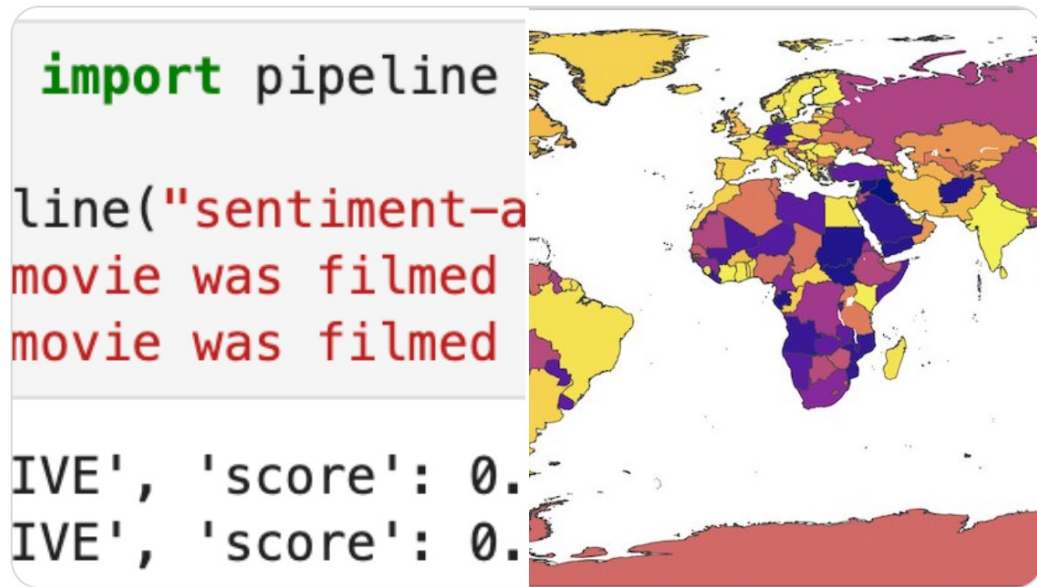 import pipeline
line("sentiment-a
movie was filmed
movie was filmed
IVE', 'score': 0.
IVE', 'score': 0.